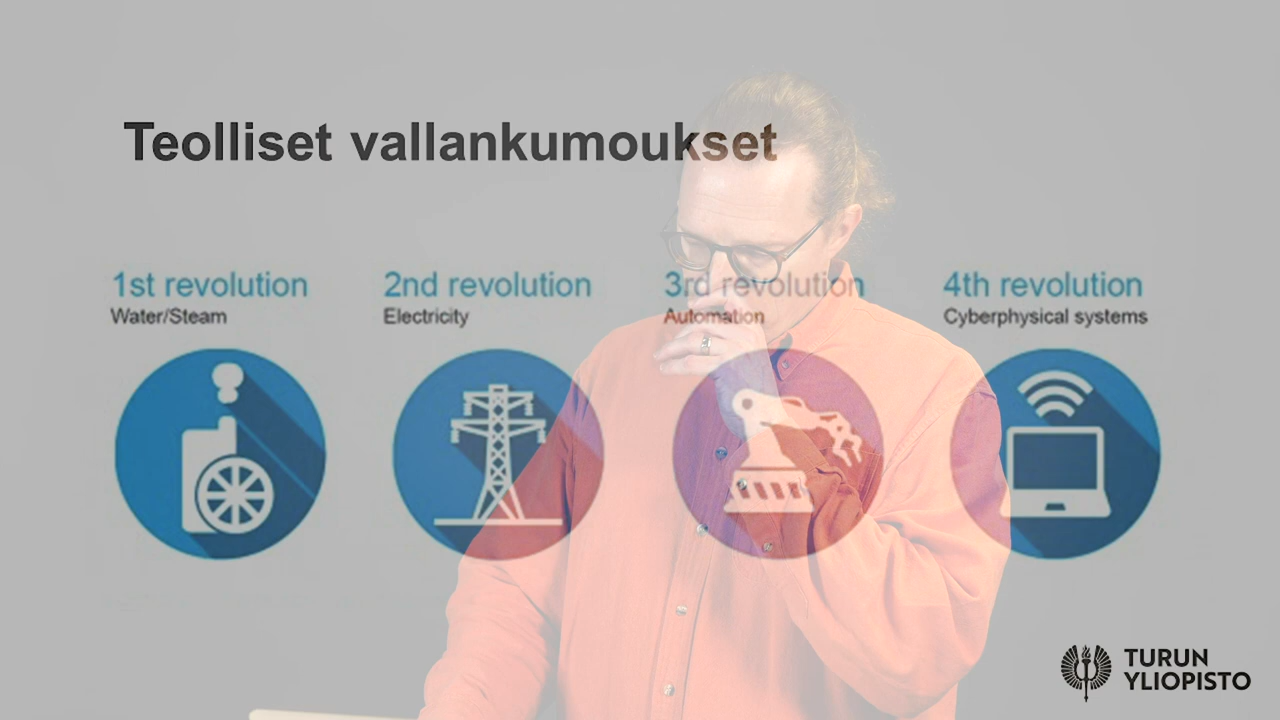 Teolliset vallankumoukset
1st revolution
Water/Steam
2nd revolution
Electricity
3rd revolution
Automation
4th revolution
Cyberphysical systems
TURUN
YLIOPISTO